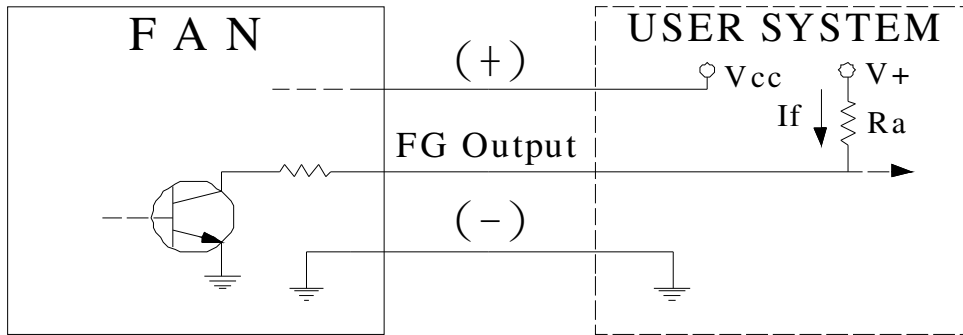 F A N
USER SYSTEM
(+)
Vcc
V+
If
Ra
FG Output
(-)